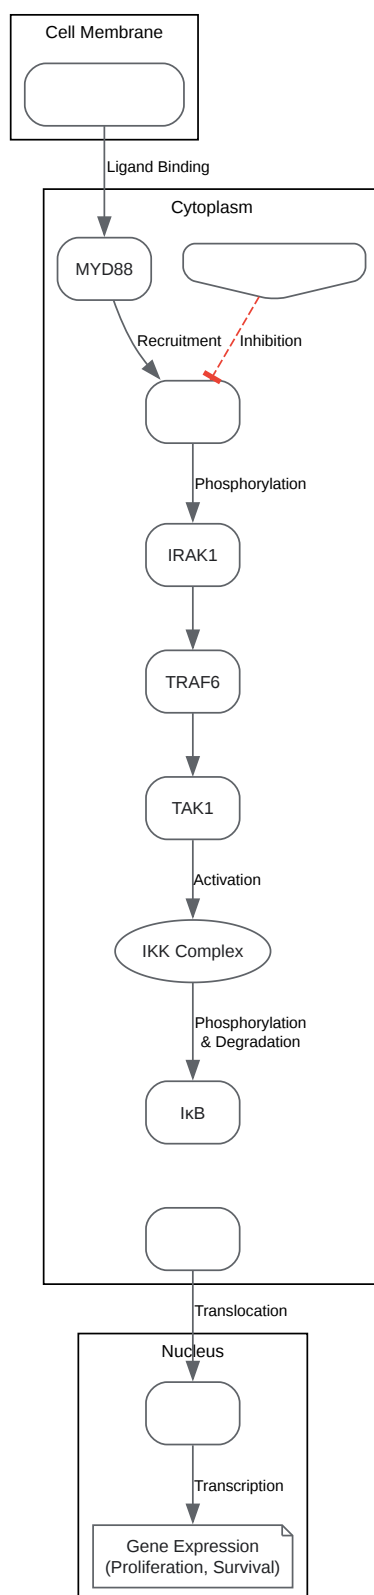 Cell Membrane
Ligand Binding
Cytoplasm
MYD88
Recruitment
Inhibition
Phosphorylation
IRAK1
TRAF6
TAK1
Activation
IKK Complex
Phosphorylation
& Degradation
IκB
Translocation
Nucleus
Transcription
Gene Expression
(Proliferation, Survival)